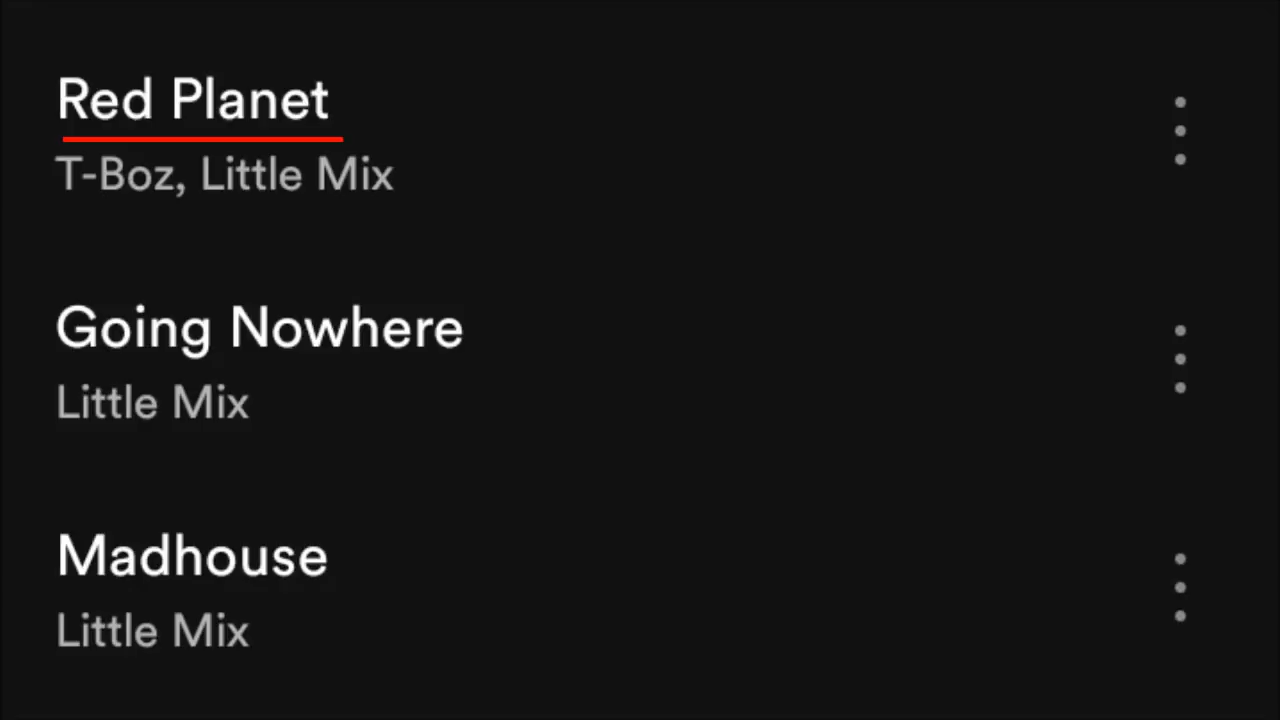 Red Planet
T-Boz, Little Mix
Going Nowhere
Little Mix
Madhouse
Little Mix